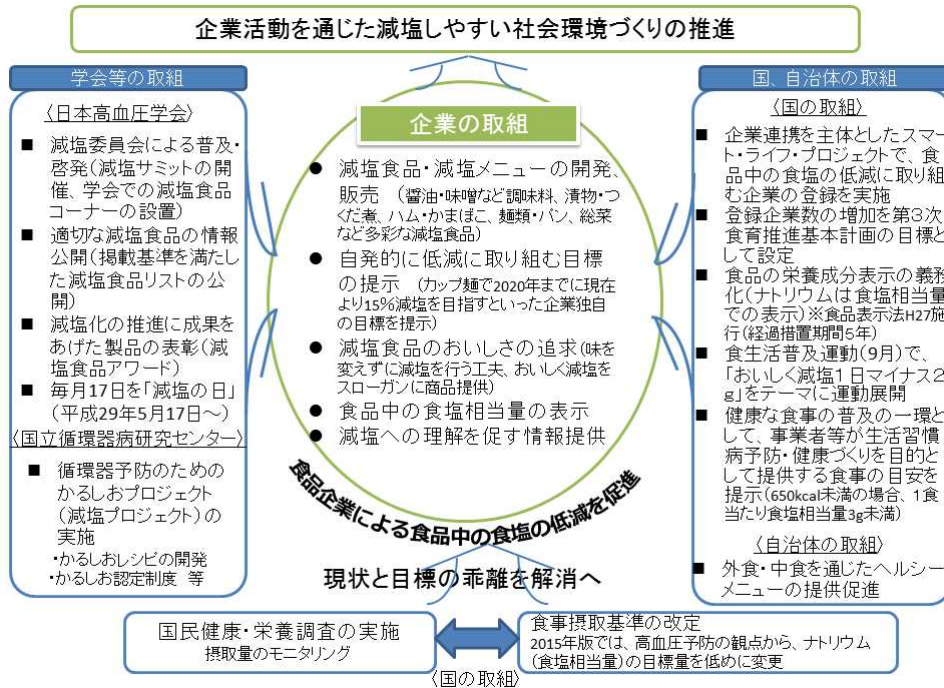 企業活動を通じた減塩しやすい社会環境づくりの推進
学会等の取組
〈日本高血圧学会〉
■ 減塩委員会による普及・
啓発(減塩サミットの開
催、学会での減塩食品
コーナーの設置)
■ 適切な減塩食品の情報
公開(掲載基準を満たし
た減塩食品リストの公
開)
■ 減塩化の推進に成果を
あげた製品の表彰(減
塩食品アワード)
■ 毎月17日を「減塩の日」
(平成29年5月17日~)
〈国立循環器病研究センター〉
■ 循環器予防のための
かるしおプロジェクト
(減塩プロジェクト)の
実施
・かるしおレシピの開発
・かるしお認定制度 等
企業の取組
● 減塩食品・減塩メニューの開発、
販売 (醤油・味噌など調味料、漬物・つ
くだ煮、ハム・かまぼこ、麺類・パン、総菜
など多彩な減塩食品)
● 自発的に低減に取り組む目標
の提示 (カップ麺で2020年までに現在
より15%減塩を目指すといった企業独自
の目標を提示)
● 減塩食品のおいしさの追求(味を
変えずに減塩を行う工夫、おいしく減塩を
スローガンに商品提供)
● 食品中の食塩相当量の表示
● 減塩への理解を促す情報提供
食品企業による食品中の食塩の低減を促進
国、自治体の取組
〈国の取組〉
■ 企業連携を主体としたスマー
ト・ライフ・プロジェクトで、食
品中の食塩の低減に取り組
む企業の登録を実施
■ 登録企業数の増加を第3次
食育推進基本計画の目標と
して設定
■ 食品の栄養成分表示の義務
化(ナトリウムは食塩相当量
での表示)※食品表示法H27施
行(経過措置期間5年)
■ 食生活普及運動(9月)で、
「おいしく減塩1日マイナス2
g」をテーマに運動展開
■ 健康な食事の普及の一環と
して、事業者等が生活習慣
病予防・健康づくりを目的と
して提供する食事の目安を
提示(650kcal未満の場合、1食
当たり食塩相当量3g未満)
〈自治体の取組〉
■ 外食・中食を通じたヘルシー
メニューの提供促進
現状と目標の乖離を解消へ
国民健康・栄養調査の実施
摂取量のモニタリング
食事摂取基準の改定
2015年版では、高血圧予防の観点から、ナトリウム
(食塩相当量)の目標量を低めに変更
〈国の取組〉